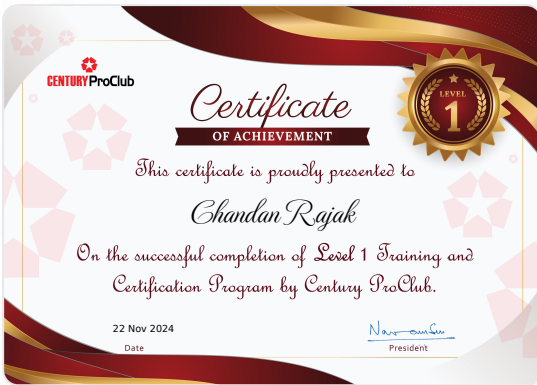 CENTURY ProClub
LEVEL
1
Certificate
OF ACHIEVEMENT
This certificate is proudly presented to
Chandan Rajak
On the successful completion of Level 1 Training and
Certification Program by Century ProClub.
22 Nov 2024
Date
President